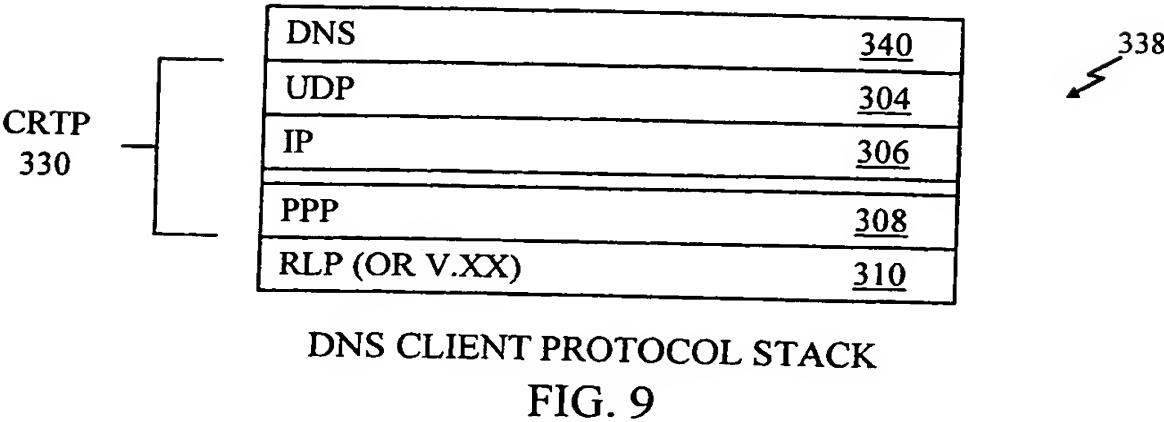 DNS 340
338
UDP 304
CRTP
330
IP 306
PPP 308
RLP (OR V.XX) 310
DNS CLIENT PROTOCOL STACK
FIG. 9